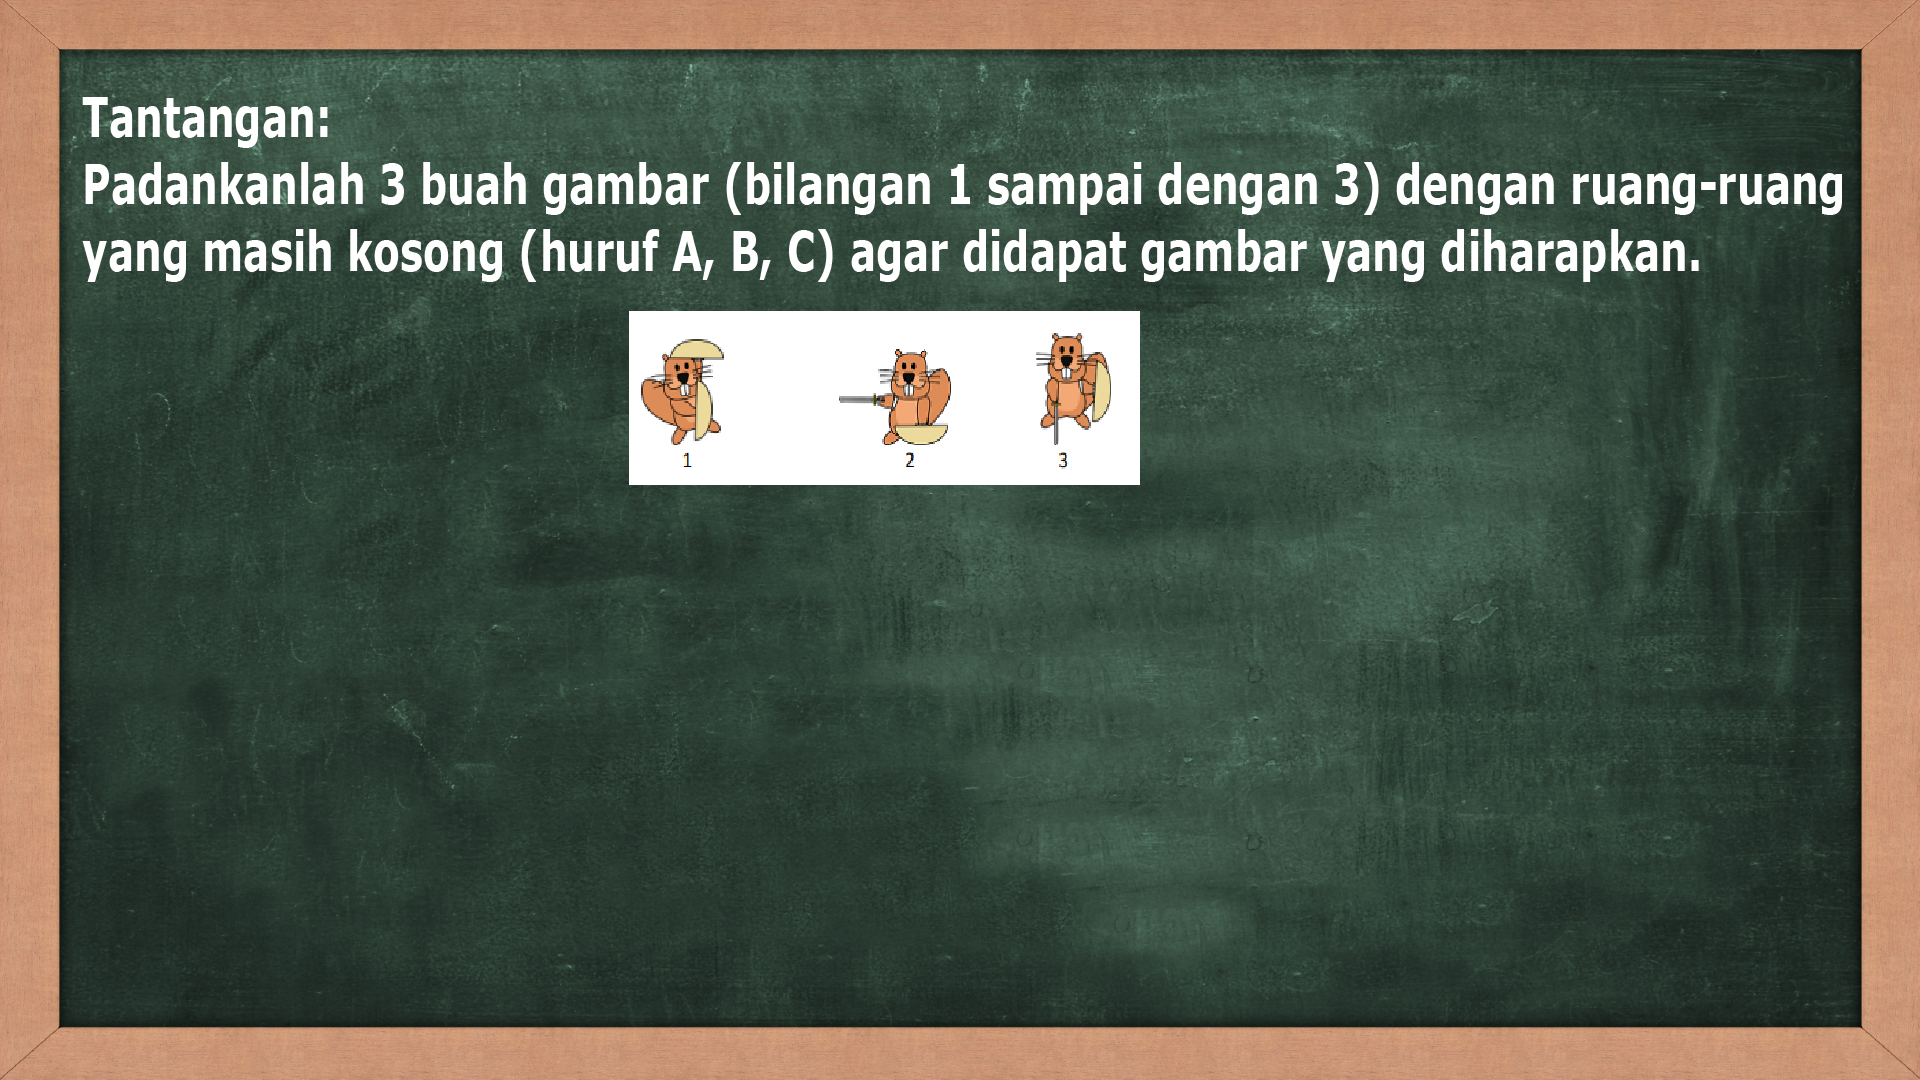 Tantangan:
Padankanlah 3 buah gambar (bilangan 1 sampai dengan 3) dengan ruang-ruang
yang masih kosong (huruf A, B, C) agar didapat gambar yang diharapkan.
1 2 3